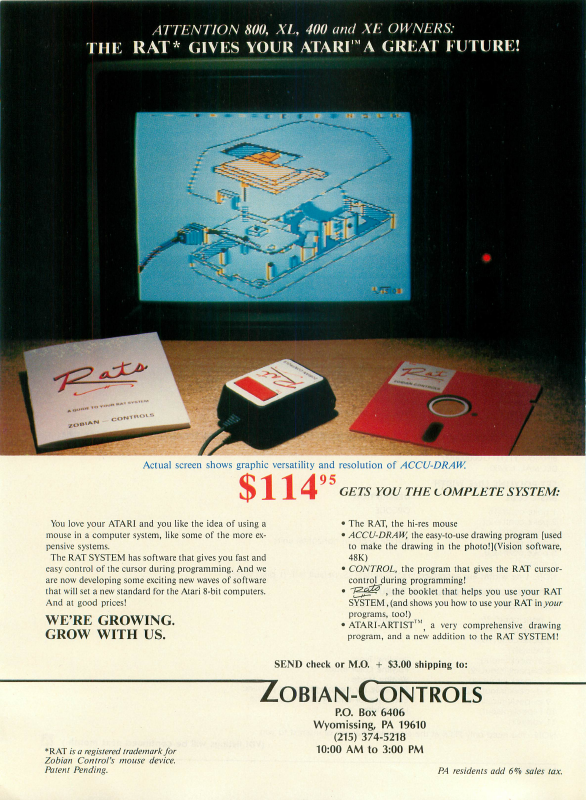 ATTENTION 800, XL, 400 and XE OWNERS:
THE RAT* GIVES YOUR ATARI™ A GREAT FUTURE!
Rats
A GUIDE TO YOUR RAT SYSTEM
ZOBIAN — CONTROLS
ZOBIAN-CONTROLS
Rat
Rat
ZOBIAN-CONTROLS
Actual screen shows graphic versatility and resolution of ACCU-DRAW.
$114⁹⁵ GETS YOU THE COMPLETE SYSTEM:
You love your ATARI and you like the idea of using a
mouse in a computer system, like some of the more ex-
pensive systems.
The RAT SYSTEM has software that gives you fast and
easy control of the cursor during programming. And we
are now developing some exciting new waves of software
that will set a new standard for the Atari 8-bit computers.
And at good prices!
WE'RE GROWING.
GROW WITH US.
• The RAT, the hi-res mouse
• ACCU-DRAW, the easy-to-use drawing program [used
to make the drawing in the photo!](Vision software,
48K)
• CONTROL, the program that gives the RAT cursor-
control during programming!
• Rats, the booklet that helps you use your RAT
SYSTEM, (and shows you how to use your RAT in your
programs, too!)
• ATARI-ARTIST™, a very comprehensive drawing
program, and a new addition to the RAT SYSTEM!
SEND check or M.O. + $3.00 shipping to:
ZOBIAN-CONTROLS
P.O. Box 6406
Wyomissing, PA 19610
(215) 374-5218
10:00 AM to 3:00 PM
*RAT is a registered trademark for
Zobian Control's mouse device.
Patent Pending.
PA residents add 6% sales tax.